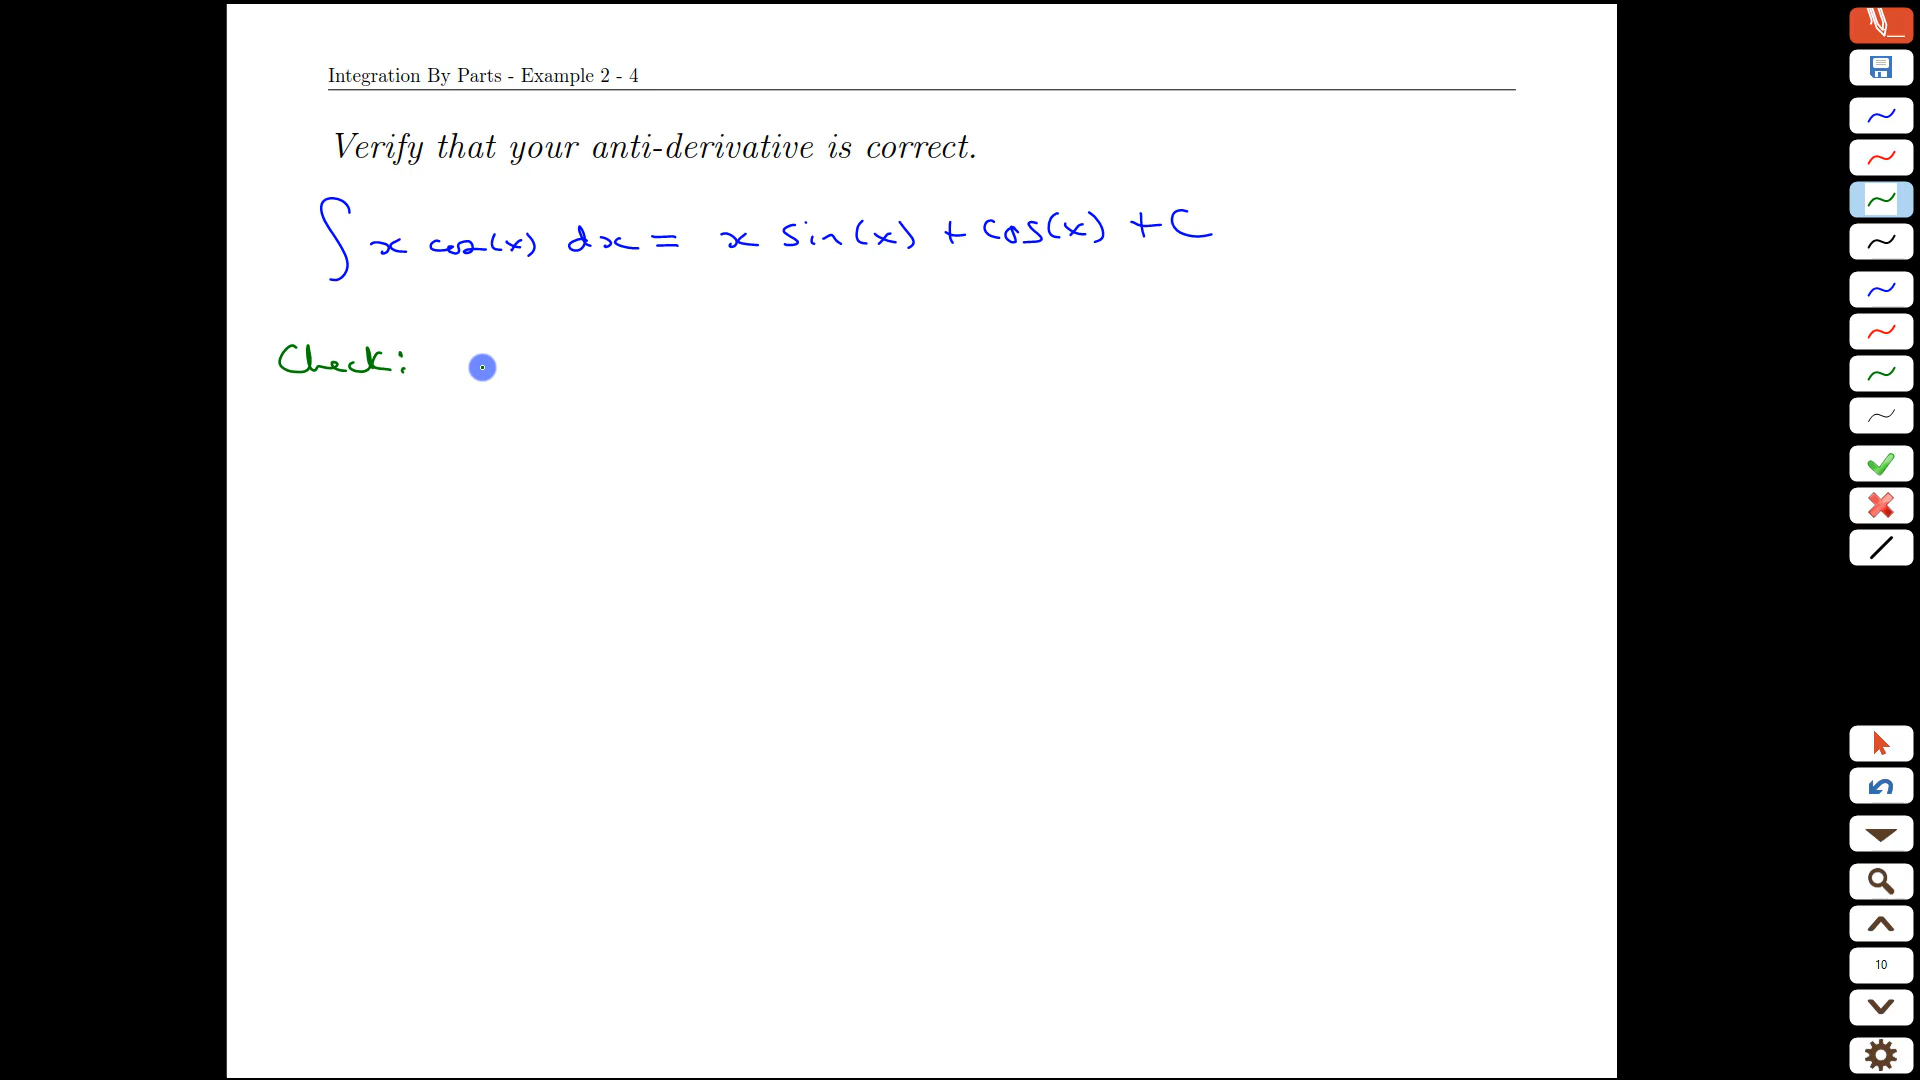 Integration By Parts - Example 2 - 4
Verify that your anti-derivative is correct.
∫ x cos(x) dx = x sin(x) + cos(x) + C
Check:
10